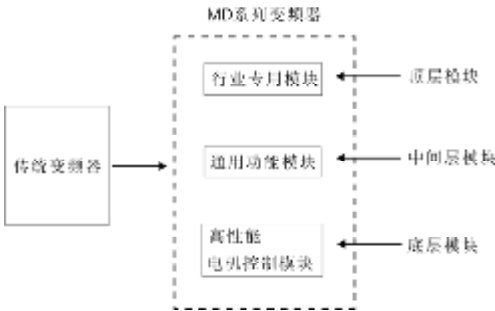 MD系列变频器
行业专用模块
顶层模块
传统变频器
通用功能模块
中间层模块
高性能
电机控制模块
底层模块